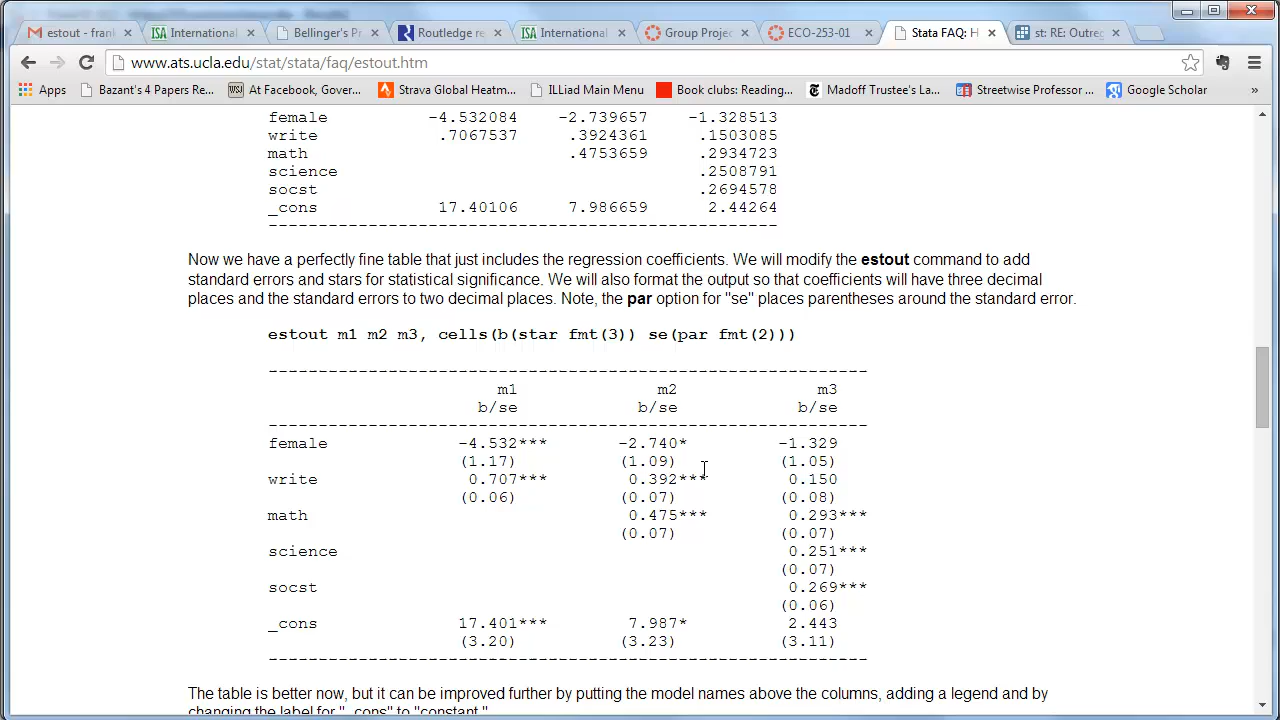 estout - frank
International
Bellinger's P
Routledge re
International
Group Projec
ECO-253-01
Stata FAQ: H
st: RE: Outreg
www.ats.ucla.edu/stat/stata/faq/estout.htm
Apps
Bazant's 4 Papers Re...
At Facebook, Gover...
Strava Global Heatm...
ILLiad Main Menu
Book clubs: Reading...
Madoff Trustee's La...
Streetwise Professor ...
Google Scholar
»
female -4.532084 -2.739657 -1.328513
write .7067537 .3924361 .1503085
math .4753659 .2934723
science .2508791
socst .2694578
_cons 17.40106 7.986659 2.44264
Now we have a perfectly fine table that just includes the regression coefficients. We will modify the estout command to add
standard errors and stars for statistical significance. We will also format the output so that coefficients will have three decimal
places and the standard errors to two decimal places. Note, the par option for "se" places parentheses around the standard error.
estout m1 m2 m3, cells(b(star fmt(3)) se(par fmt(2)))
m1 m2 m3
b/se b/se b/se
female -4.532*** -2.740* -1.329
(1.17) (1.09) (1.05)
write 0.707*** 0.392*** 0.150
(0.06) (0.07) (0.08)
math 0.475*** 0.293***
(0.07) (0.07)
science 0.251***
(0.07)
socst 0.269***
(0.06)
_cons 17.401*** 7.987* 2.443
(3.20) (3.23) (3.11)
The table is better now, but it can be improved further by putting the model names above the columns, adding a legend and by
changing the label for "_cons" to "constant."